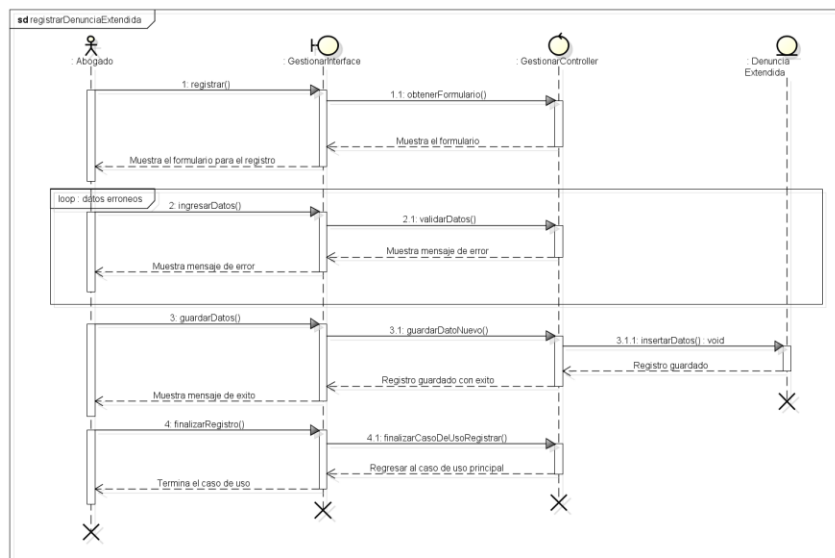 sd registrarDenunciaExtendida
: Abogado
: GestionarInterface
: GestionarController
: Denuncia
Extendida
1: registrar()
1.1: obtenerFormulario()
Muestra el formulario
Muestra el formulario para el registro
loop : datos erroneos
2: ingresarDatos()
2.1: validarDatos()
Muestra mensaje de error
Muestra mensaje de error
3: guardarDatos()
3.1: guardarDatoNuevo()
3.1.1: insertarDatos() : void
Registro guardado
Registro guardado con exito
Muestra mensaje de exito
4: finalizarRegistro()
4.1: finalizarCasoDeUsoRegistrar()
Regresar al caso de uso principal
Termina el caso de uso